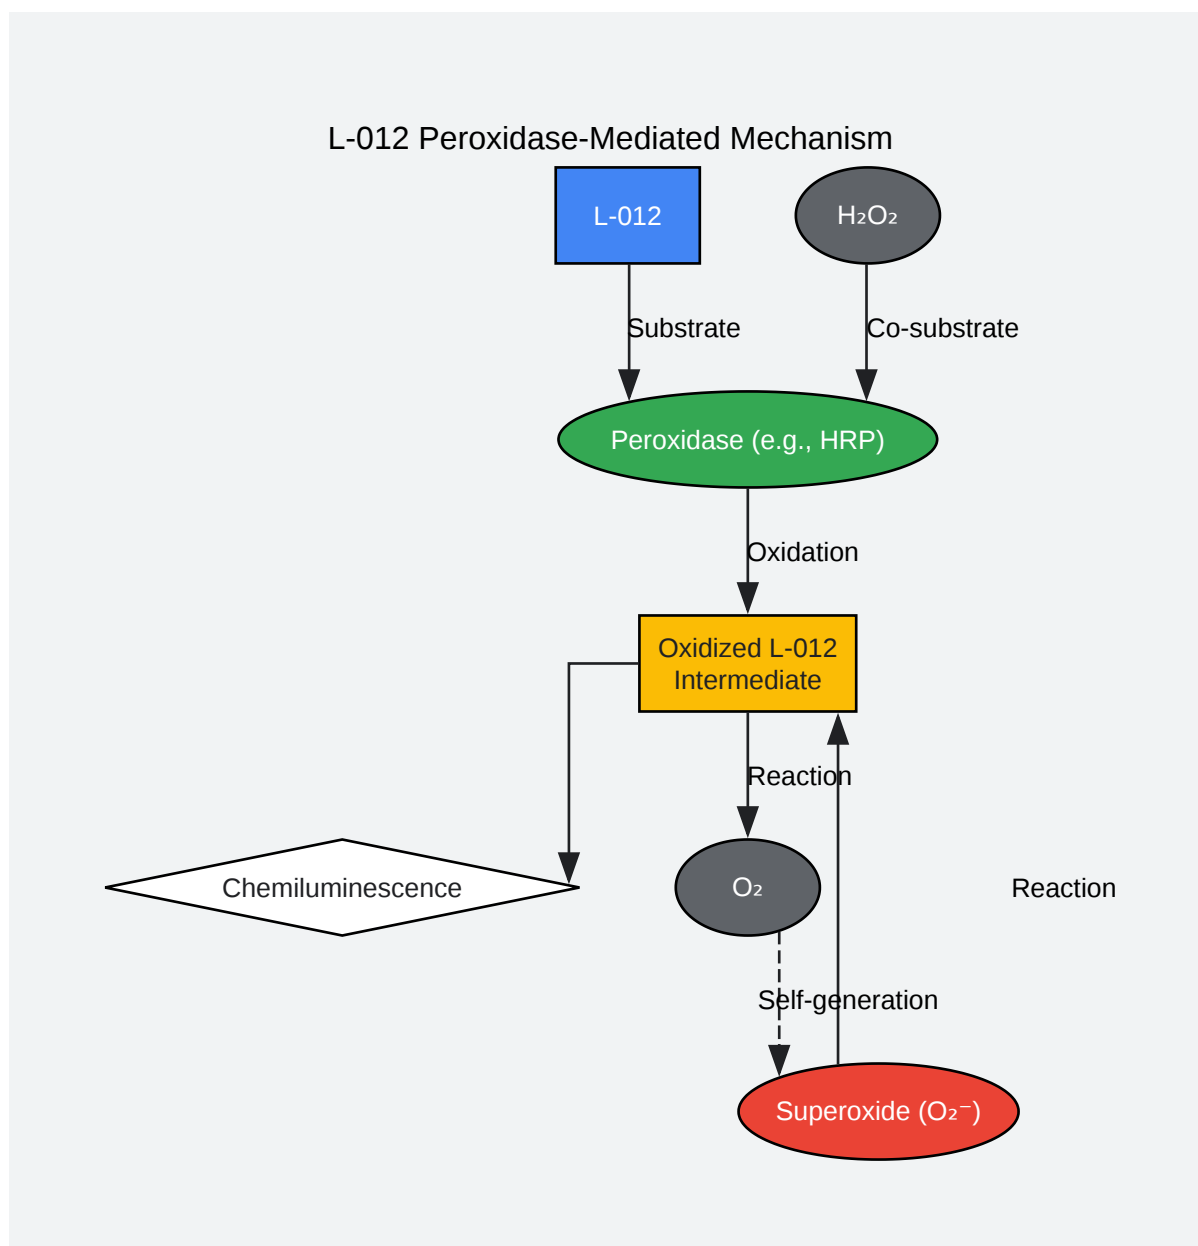 L-012 Peroxidase-Mediated Mechanism
L-012
H₂O₂
Substrate
Co-substrate
Peroxidase (e.g., HRP)
Oxidation
Oxidized L-012
Intermediate
Reaction
Chemiluminescence
O₂
Reaction
Self-generation
Superoxide (O₂⁻)